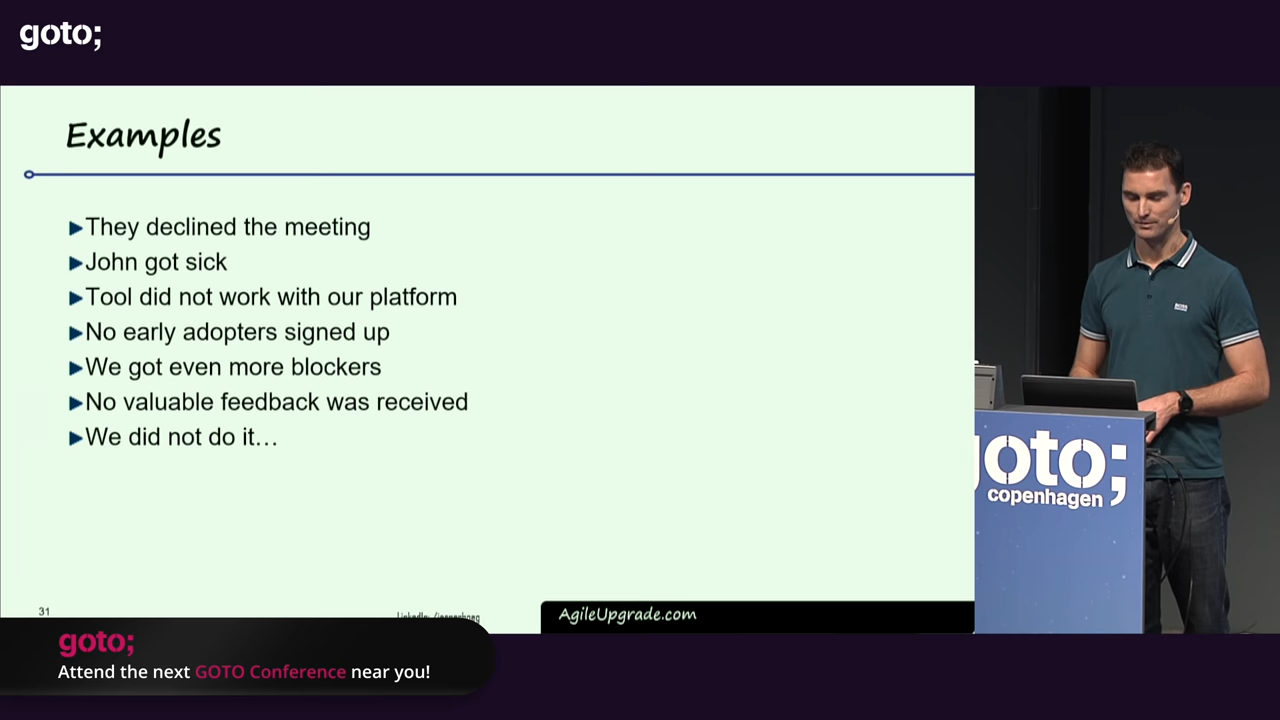 goto;
Examples
They declined the meeting
John got sick
Tool did not work with our platform
No early adopters signed up
We got even more blockers
No valuable feedback was received
We did not do it…
31
AgileUpgrade.com
BOSS
goto;
copenhagen
goto;
Attend the next GOTO Conference near you!